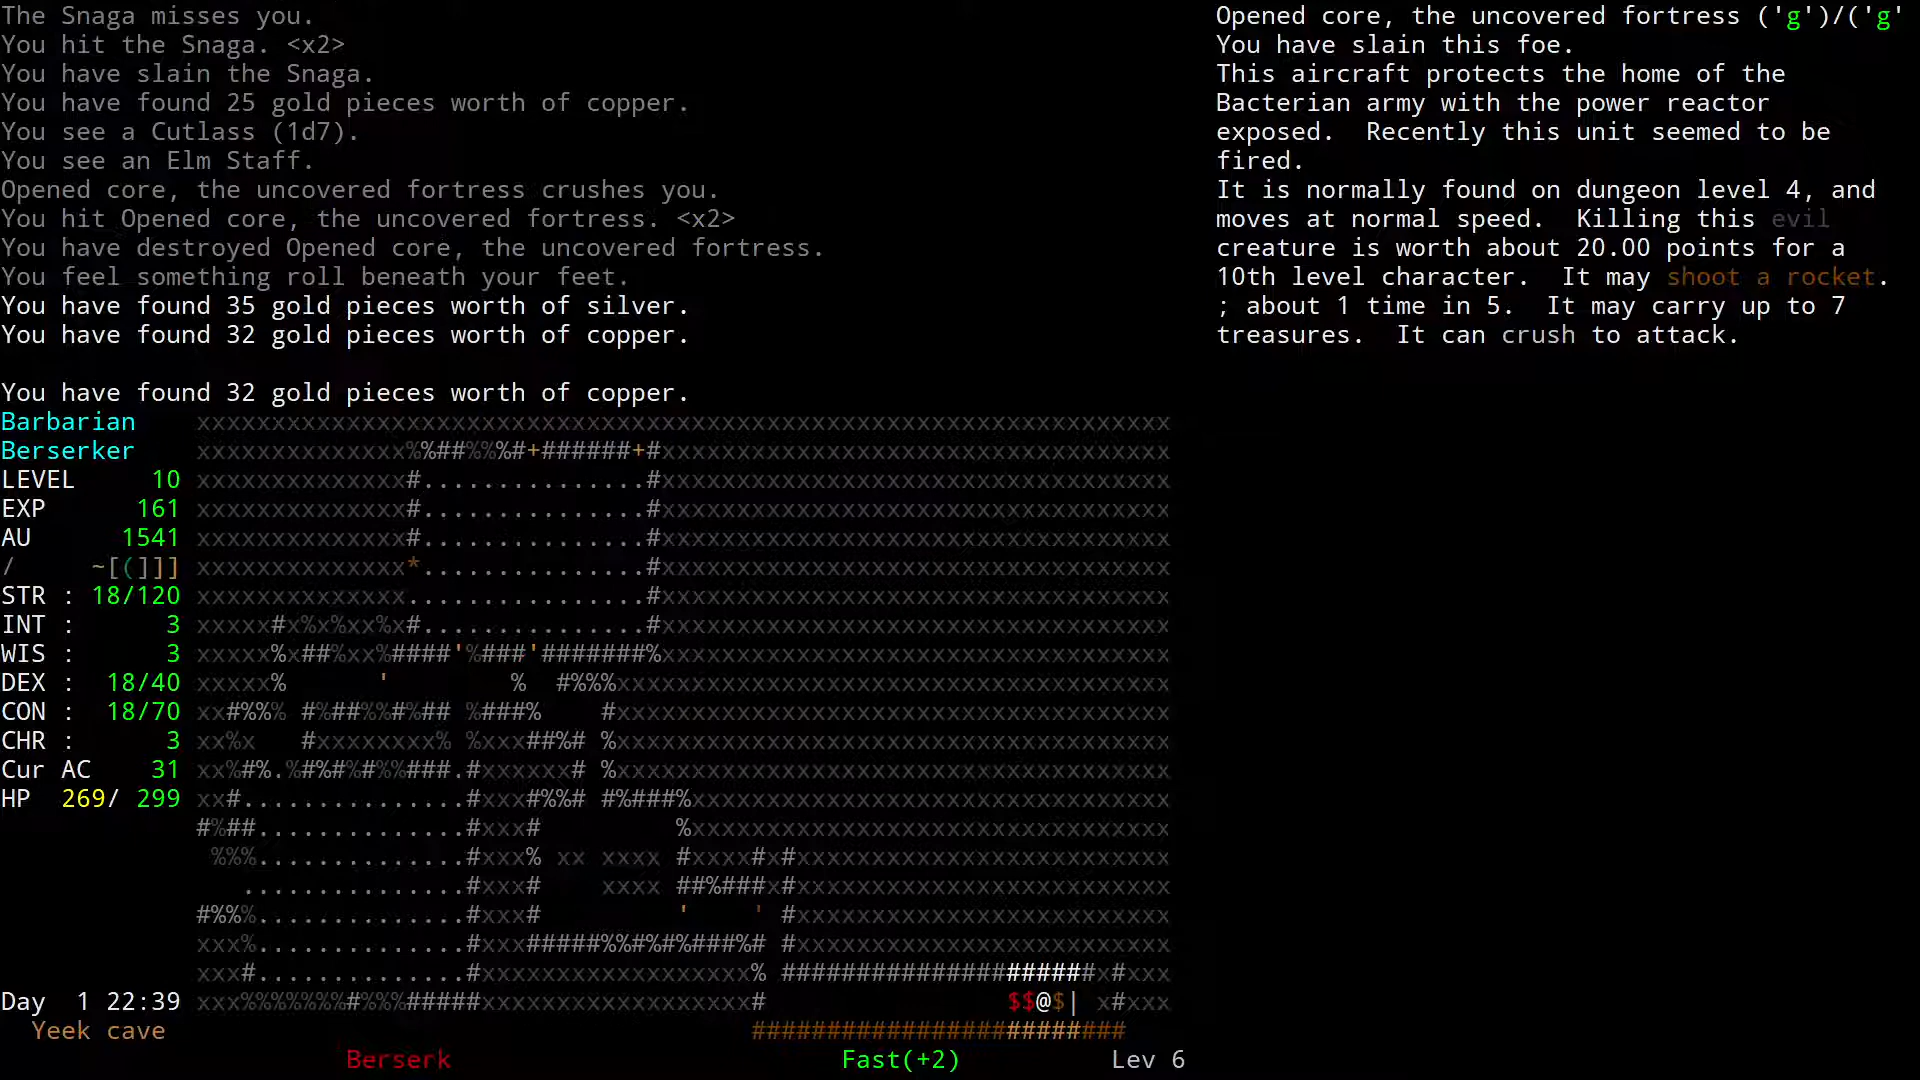 The Snaga misses you.
You hit the Snaga. <x2>
You have slain the Snaga.
You have found 25 gold pieces worth of copper.
You see a Cutlass (1d7).
You see an Elm Staff.
Opened core, the uncovered fortress crushes you.
You hit Opened core, the uncovered fortress. <x2>
You have destroyed Opened core, the uncovered fortress.
You feel something roll beneath your feet.
You have found 35 gold pieces worth of silver.
You have found 32 gold pieces worth of copper.
You have found 32 gold pieces worth of copper.
Opened core, the uncovered fortress ('g')/('g'
You have slain this foe.
This aircraft protects the home of the
Bacterian army with the power reactor
exposed.  Recently this unit seemed to be
fired.
It is normally found on dungeon level 4, and
moves at normal speed.  Killing this evil
creature is worth about 20.00 points for a
10th level character.  It may shoot a rocket.
; about 1 time in 5.  It may carry up to 7
treasures.  It can crush to attack.
Barbarian
Berserker
LEVEL 10
EXP 161
AU 1541
/ ~[(]]]
STR : 18/120
INT : 3
WIS : 3
DEX : 18/40
CON : 18/70
CHR : 3
Cur AC 31
HP 269/ 299
Day 1 22:39
Yeek cave
Berserk Fast(+2) Lev 6